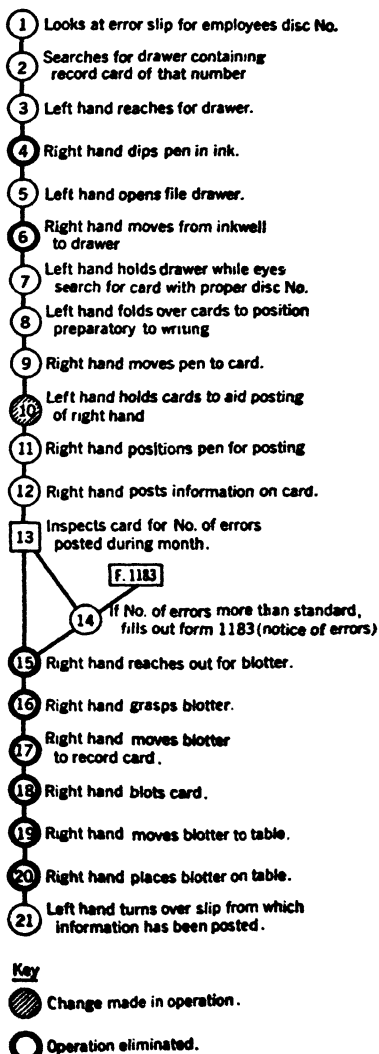 1 Looks at error slip for employees disc No.
2 Searches for drawer containing
record card of that number
3 Left hand reaches for drawer.
4 Right hand dips pen in ink.
5 Left hand opens file drawer.
6 Right hand moves from inkwell
to drawer
7 Left hand holds drawer while eyes
search for card with proper disc No.
8 Left hand folds over cards to position
preparatory to writing
9 Right hand moves pen to card.
10 Left hand holds cards to aid posting
of right hand
11 Right hand positions pen for posting
12 Right hand posts information on card.
13 Inspects card for No. of errors
posted during month.
F. 1183
14 If No. of errors more than standard,
fills out form 1183 (notice of errors)
15 Right hand reaches out for blotter.
16 Right hand grasps blotter.
17 Right hand moves blotter
to record card.
18 Right hand blots card.
19 Right hand moves blotter to table.
20 Right hand places blotter on table.
21 Left hand turns over slip from which
information has been posted.
Key
Change made in operation.
Operation eliminated.